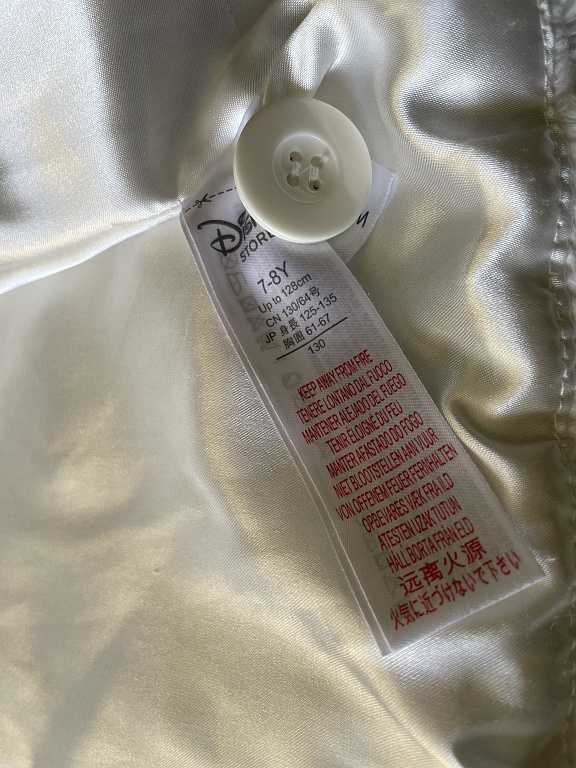 STORE
7-8Y
Up to 128cm
CN 130/64号
JP 身長 125-135
胸囲 61-67
130
KEEP AWAY FROM FIRE
TENERE LONTANO DAL FUOCO
MANTENER ALEJADO DEL FUEGO
TENIR ÉLOIGNÉ DU FEU
MANTER AFASTADO DO FOGO
NIET BLOOTSTELLEN AAN VUUR
VON OFFENEM FEUER FERNHALTEN
OPBEVARES VÆK FRA ILD
ATESTEN UZAK TUTUN
HÅLL BORTA FRÅN ELD
远离火源
火気に近づけないで下さい